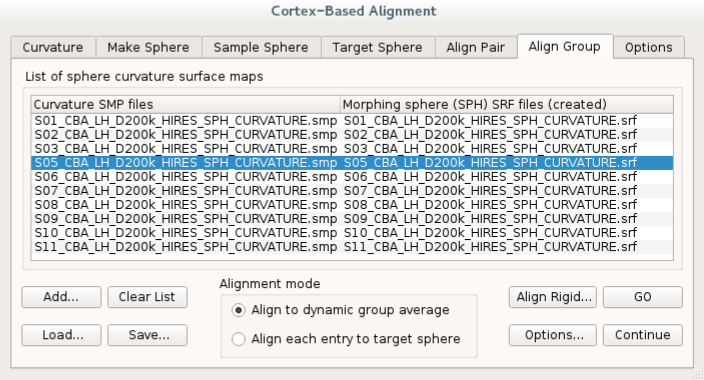 Cortex-Based Alignment
Curvature Make Sphere Sample Sphere Target Sphere Align Pair Align Group Options
List of sphere curvature surface maps
Curvature SMP files Morphing sphere (SPH) SRF files (created)
S01_CBA_LH_D200k_HIRES_SPH_CURVATURE.smp S01_CBA_LH_D200k_HIRES_SPH_CURVATURE.srf
S02_CBA_LH_D200k_HIRES_SPH_CURVATURE.smp S02_CBA_LH_D200k_HIRES_SPH_CURVATURE.srf
S03_CBA_LH_D200k_HIRES_SPH_CURVATURE.smp S03_CBA_LH_D200k_HIRES_SPH_CURVATURE.srf
S05_CBA_LH_D200k_HIRES_SPH_CURVATURE.smp S05_CBA_LH_D200k_HIRES_SPH_CURVATURE.srf
S06_CBA_LH_D200k_HIRES_SPH_CURVATURE.smp S06_CBA_LH_D200k_HIRES_SPH_CURVATURE.srf
S07_CBA_LH_D200k_HIRES_SPH_CURVATURE.smp S07_CBA_LH_D200k_HIRES_SPH_CURVATURE.srf
S08_CBA_LH_D200k_HIRES_SPH_CURVATURE.smp S08_CBA_LH_D200k_HIRES_SPH_CURVATURE.srf
S09_CBA_LH_D200k_HIRES_SPH_CURVATURE.smp S09_CBA_LH_D200k_HIRES_SPH_CURVATURE.srf
S10_CBA_LH_D200k_HIRES_SPH_CURVATURE.smp S10_CBA_LH_D200k_HIRES_SPH_CURVATURE.srf
S11_CBA_LH_D200k_HIRES_SPH_CURVATURE.smp S11_CBA_LH_D200k_HIRES_SPH_CURVATURE.srf
Alignment mode
Add... Clear List Align to dynamic group average Align Rigid... GO
Load... Save... Align each entry to target sphere Options... Continue